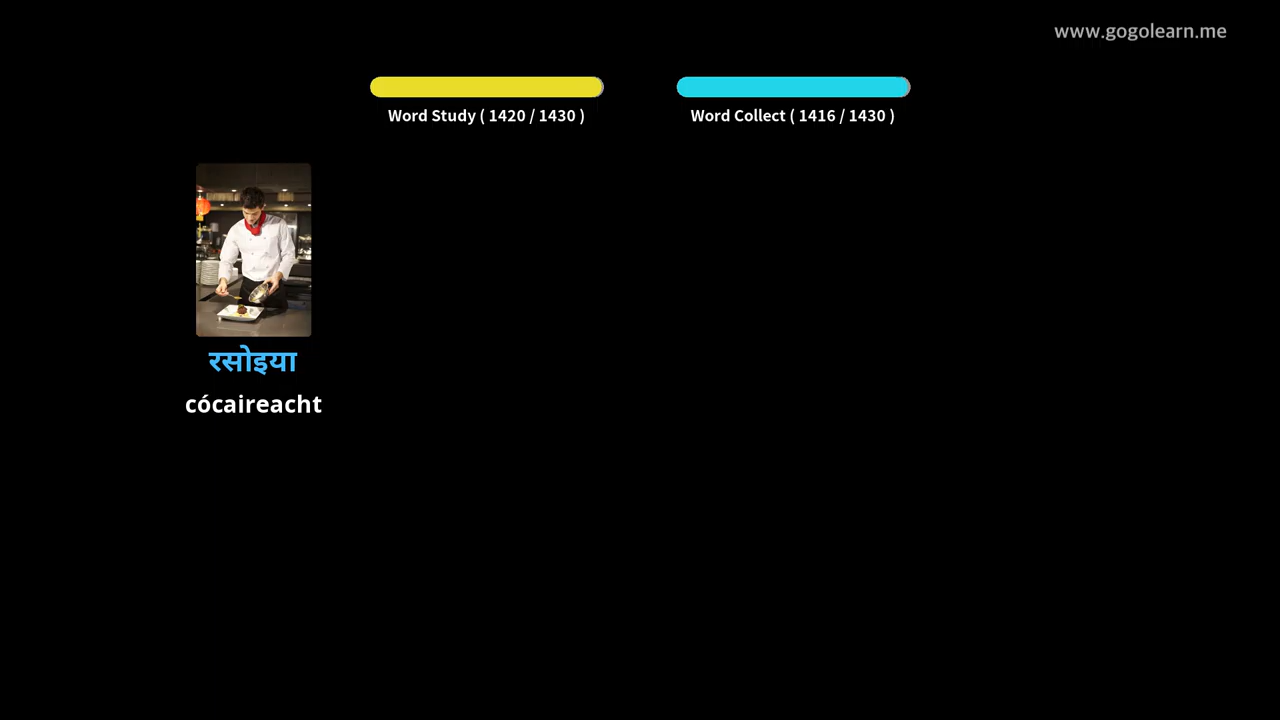 www.gogolearn.me
Word Study ( 1420 / 1430 )
Word Collect ( 1416 / 1430 )
रसोइया
cócaireacht